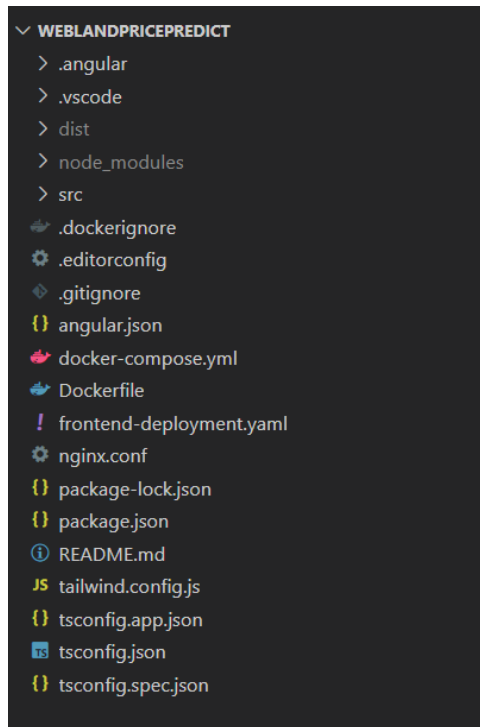 WEBLANDPRICEPREDICT
.angular
.vscode
dist
node_modules
src
.dockerignore
.editorconfig
.gitignore
{} angular.json
docker-compose.yml
Dockerfile
! frontend-deployment.yaml
nginx.conf
{} package-lock.json
{} package.json
README.md
JS tailwind.config.js
{} tsconfig.app.json
TS tsconfig.json
{} tsconfig.spec.json